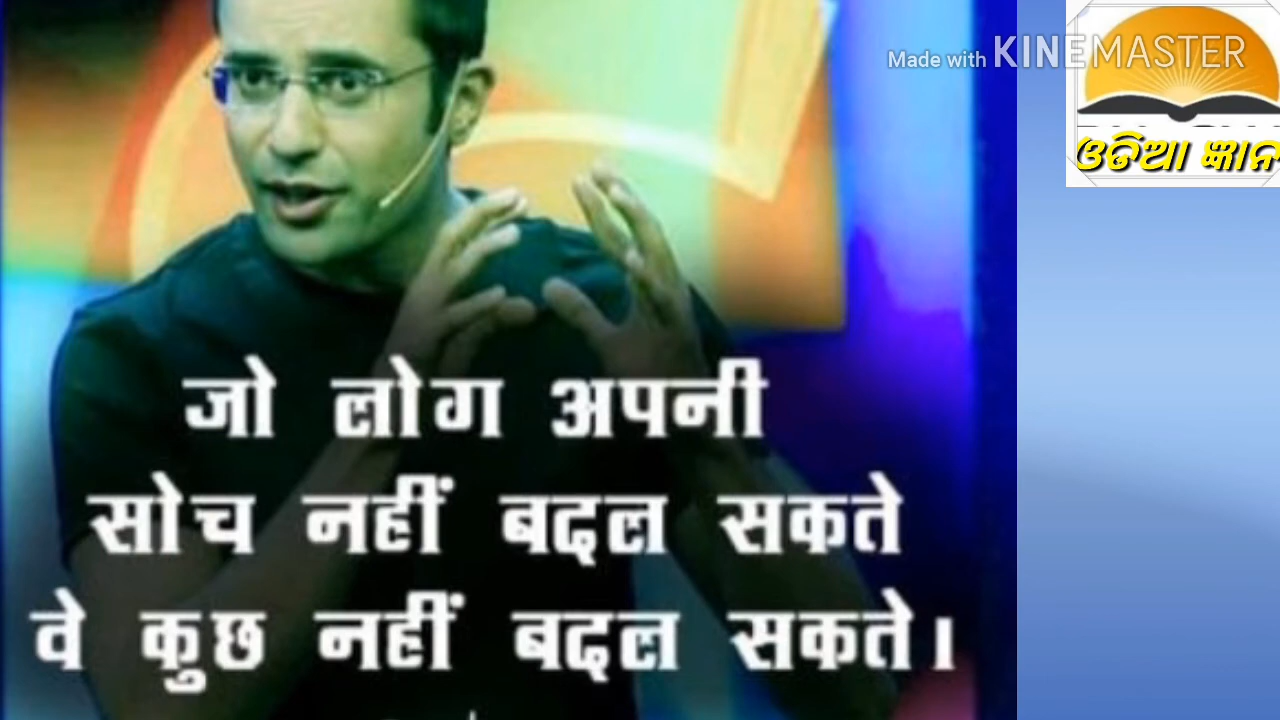 Made with KINEMASTER
ଓଡିଆ ଜ୍ଞାନ
जो लोग अपनी
सोच नहीं बदल सकते
वे कुछ नहीं बदल सकते।